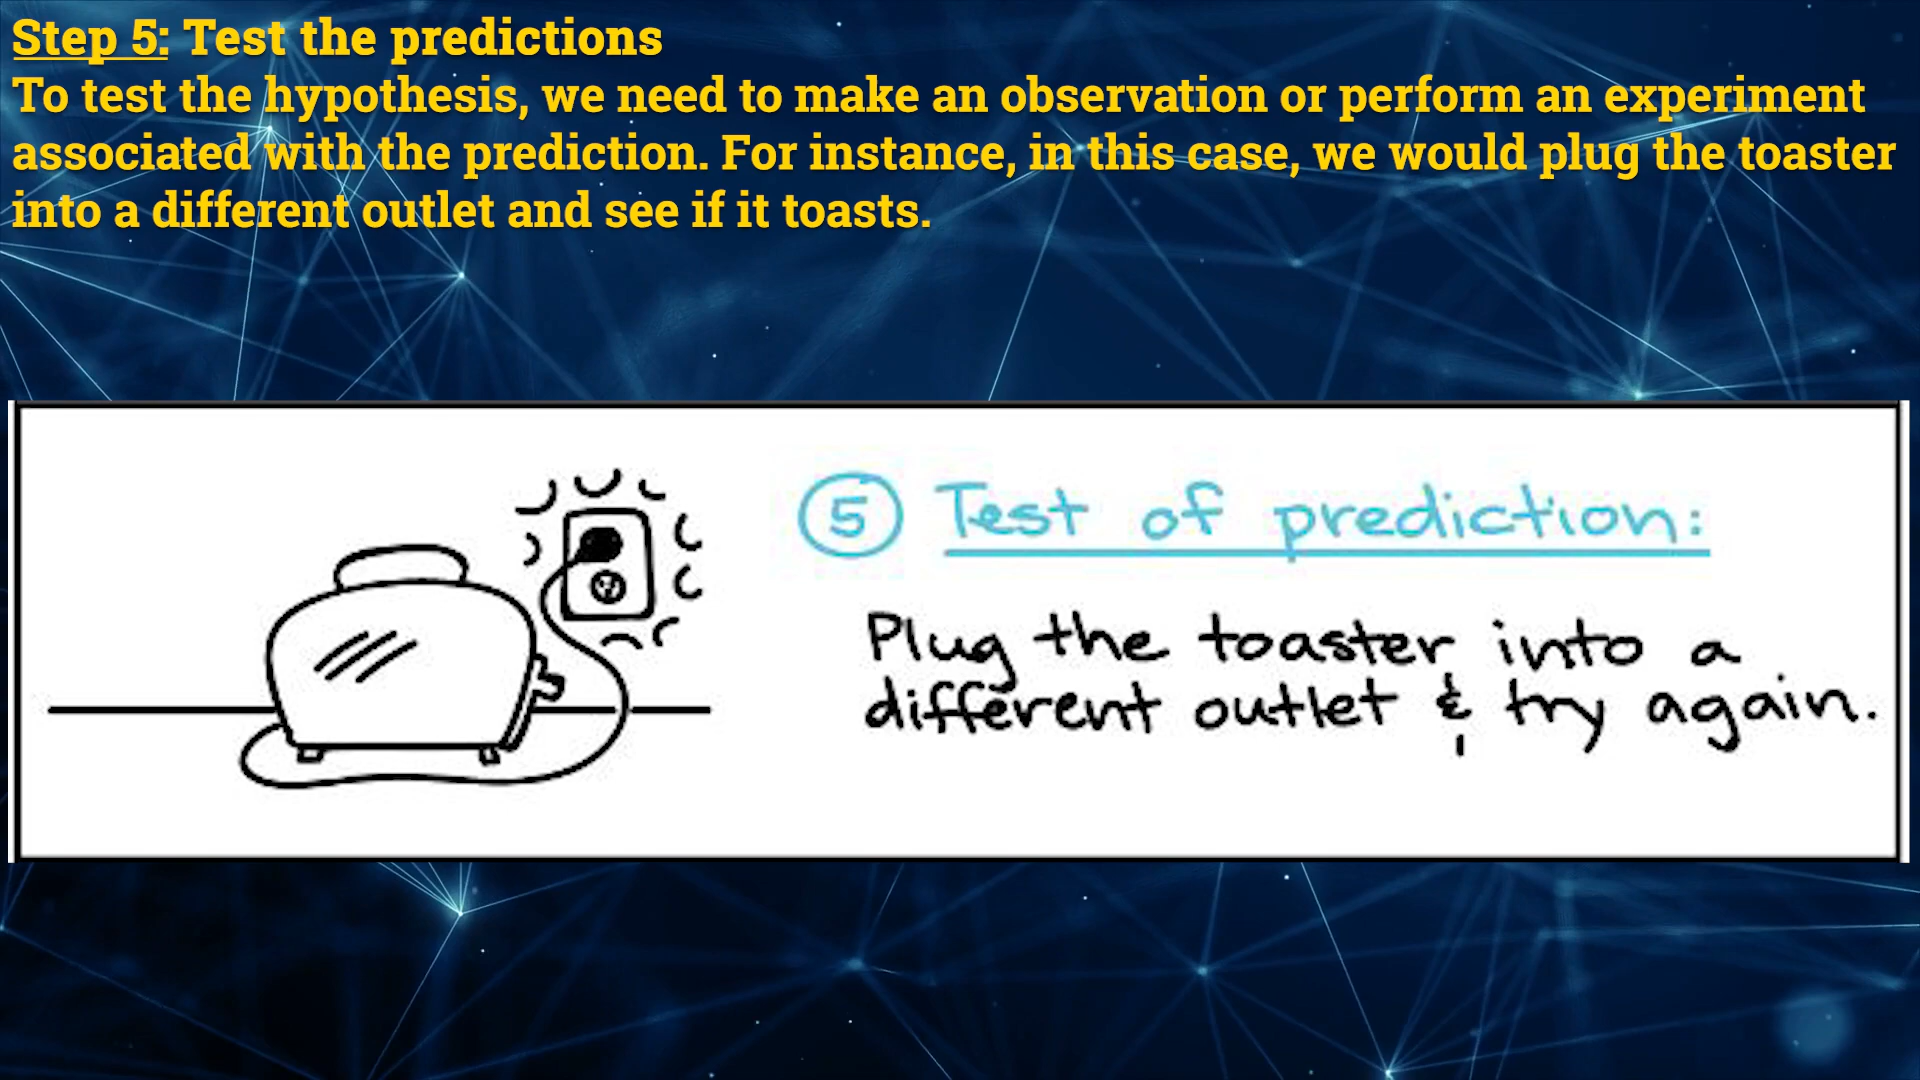 Step 5: Test the predictions
To test the hypothesis, we need to make an observation or perform an experiment
associated with the prediction. For instance, in this case, we would plug the toaster
into a different outlet and see if it toasts.
5 Test of prediction:
Plug the toaster into a
different outlet & try again.